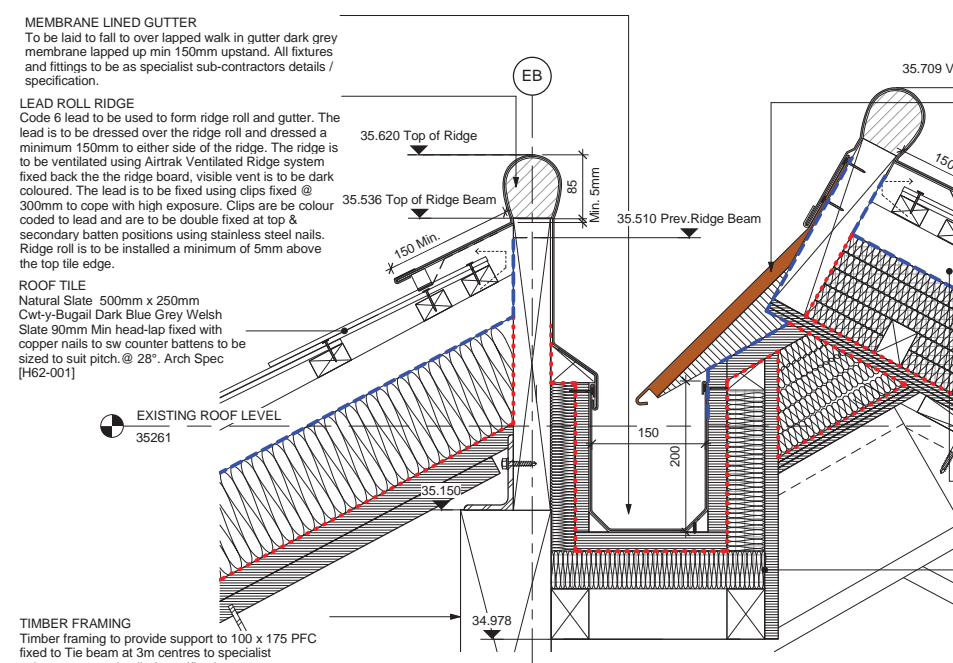 MEMBRANE LINED GUTTER
To be laid to fall to over lapped walk in gutter dark grey
membrane lapped up min 150mm upstand. All fixtures
and fittings to be as specialist sub-contractors details /
specification.
LEAD ROLL RIDGE
Code 6 lead to be used to form ridge roll and gutter. The
lead is to be dressed over the ridge roll and dressed a
minimum 150mm to either side of the ridge. The ridge is
to be ventilated using Airtrak Ventilated Ridge system
fixed back the the ridge board, visible vent is to be dark
coloured. The lead is to be fixed using clips fixed @
300mm to cope with high exposure. Clips are be colour
coded to lead and are to be double fixed at top &
secondary batten positions using stainless steel nails.
Ridge roll is to be installed a minimum of 5mm above
the top tile edge.
ROOF TILE
Natural Slate 500mm x 250mm
Cwt-y-Bugail Dark Blue Grey Welsh
Slate 90mm Min head-lap fixed with
copper nails to sw counter battens to be
sized to suit pitch.@ 28°. Arch Spec
[H62-001]
EXISTING ROOF LEVEL
35261
TIMBER FRAMING
Timber framing to provide support to 100 x 175 PFC
fixed to Tie beam at 3m centres to specialist
EB
35.620 Top of Ridge
35.536 Top of Ridge Beam
85
Min. 5mm
150 Min.
35.510 Prev.Ridge Beam
35.709 V
150
150
200
35.150
34.978